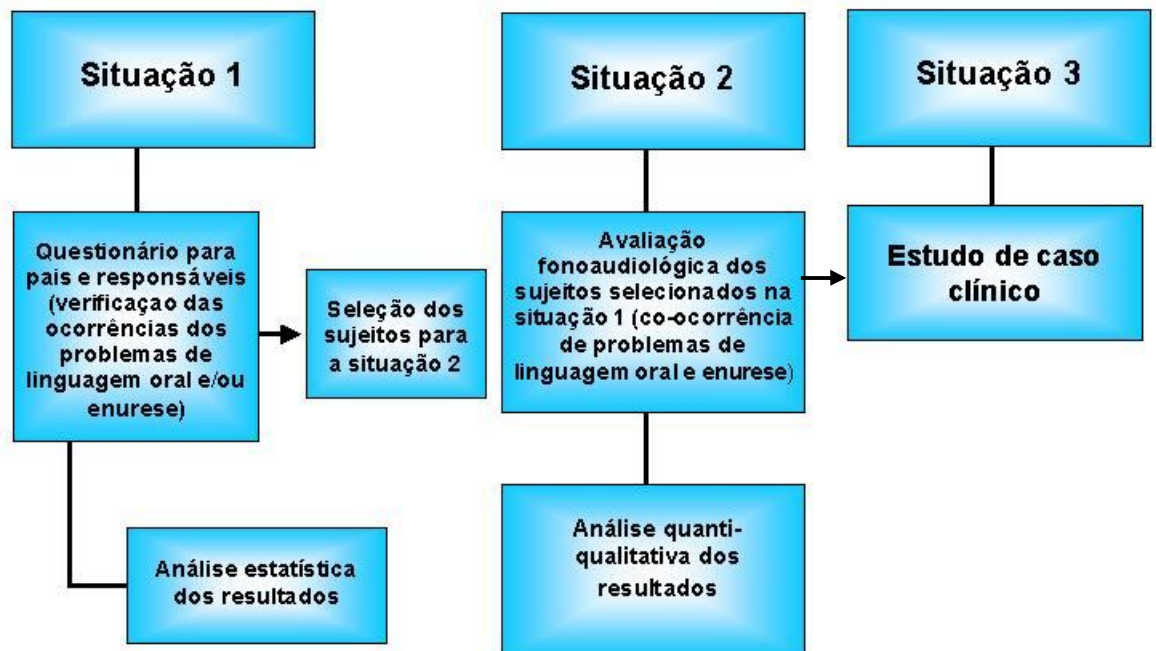 Situação 1
Questionário para
pais e responsáveis
(verificaçao das
ocorrências dos
problemas de
linguagem oral e/ou
enurese)
Análise estatística
dos resultados
Seleção dos
sujeitos para
a situação 2
Situação 2
Avaliação
fonoaudiológica dos
sujeitos selecionados na
situação 1 (co-ocorrência
de problemas de
linguagem oral e enurese)
Análise quanti-
qualitativa dos
resultados
Situação 3
Estudo de caso
clínico